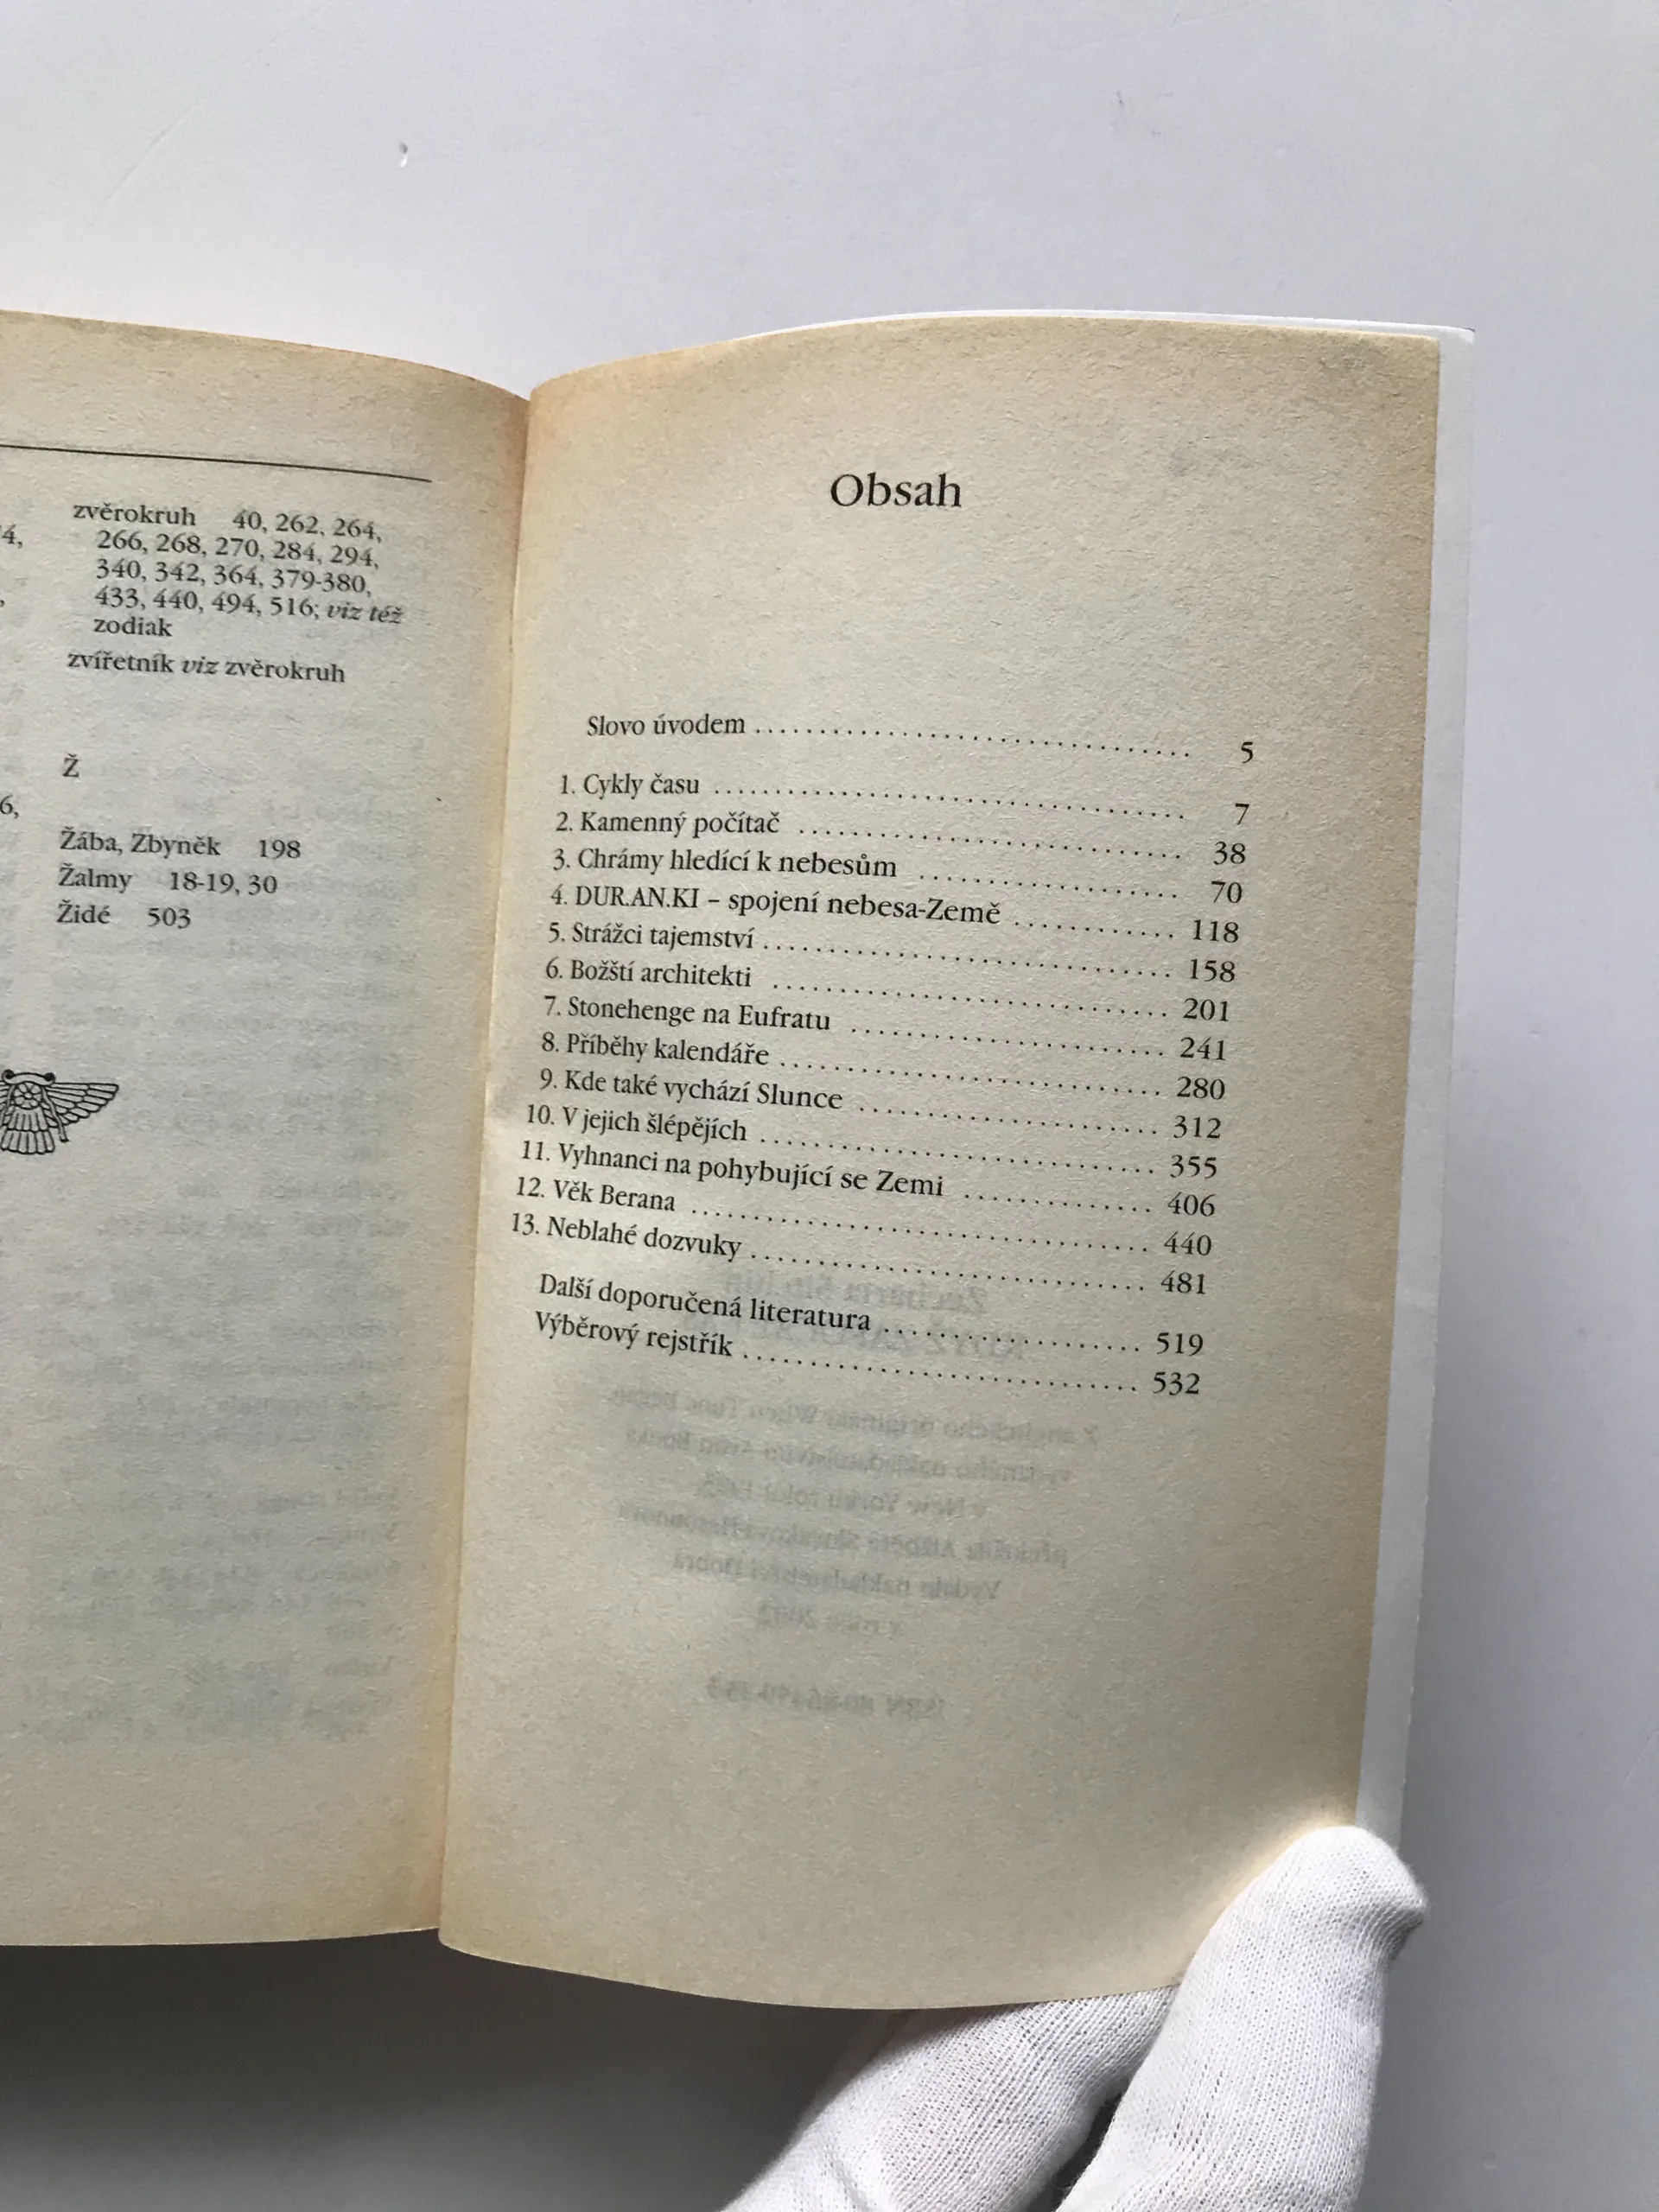 4,
6,
zvěrokruh 40, 262, 264,
266, 268, 270, 284, 294,
340, 342, 364, 379-380,
433, 440, 494, 516; viz též
zodiak
zvířetník viz zvěrokruh
Ž
Žába, Zbyněk 198
Žalmy 18-19, 30
Židé 503
Obsah
Slovo úvodem 5
1. Cykly času 7
2. Kamenný počítač 38
3. Chrámy hledící k nebesům 70
4. DUR.AN.KI – spojení nebesa-Země 118
5. Strážci tajemství 158
6. Božští architekti 201
7. Stonehenge na Eufratu 241
8. Příběhy kalendáře 280
9. Kde také vychází Slunce 312
10. V jejich šlépějích 355
11. Vyhnanci na pohybující se Zemi 406
12. Věk Berana 440
13. Neblahé dozvuky 481
Další doporučená literatura 519
Výběrový rejstřík 532